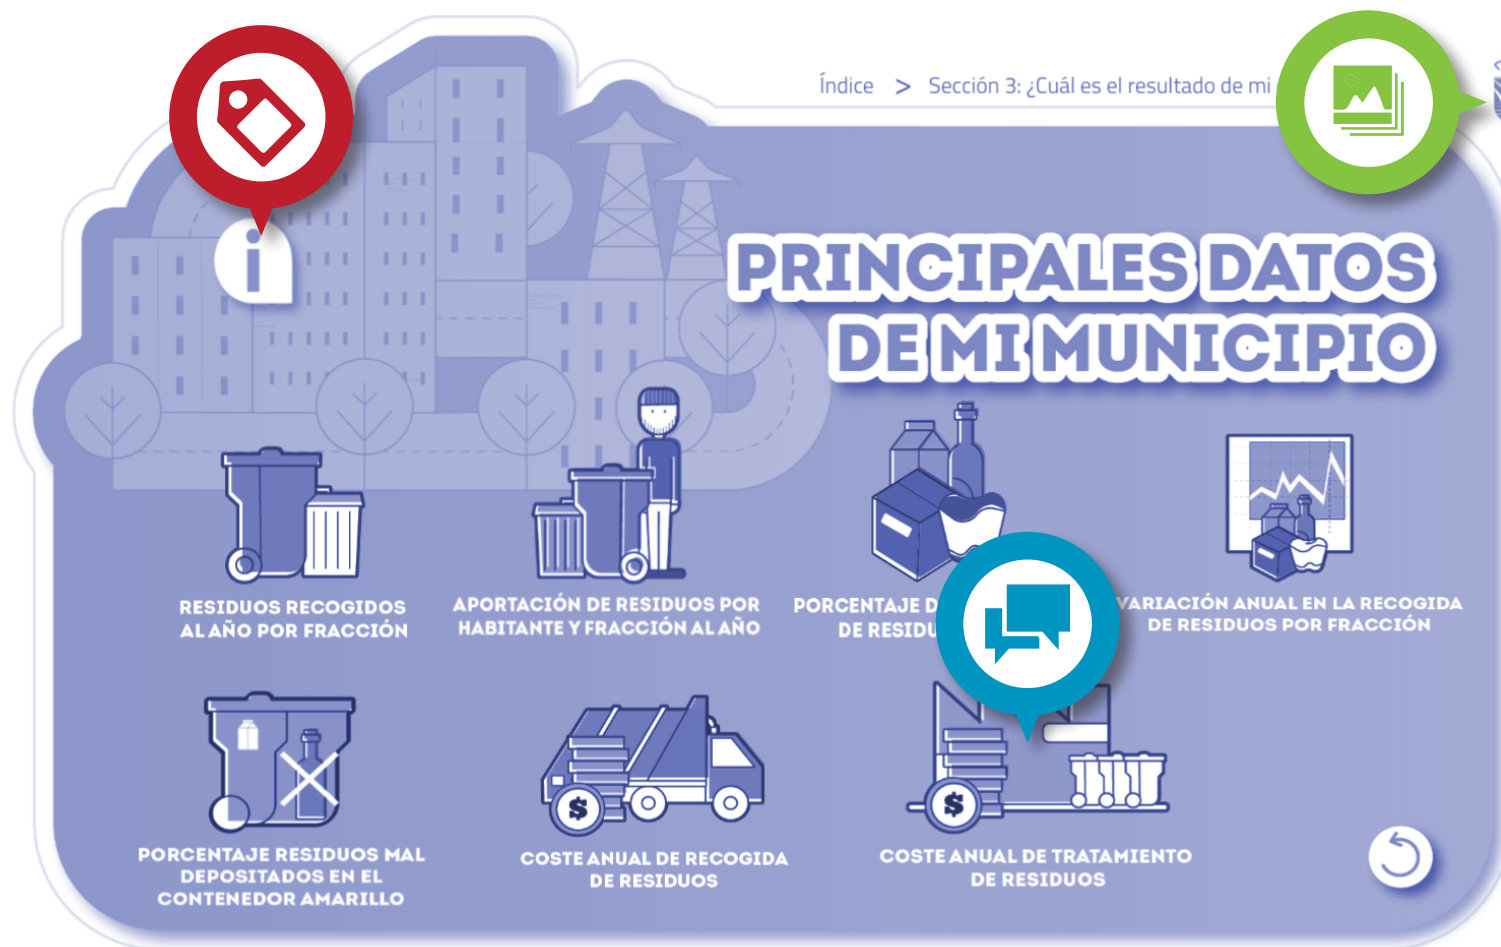 Índice > Sección 3: ¿Cuál es el resultado de mi
i
PRINCIPALES DATOS
DE MI MUNICIPIO
RESIDUOS RECOGIDOS
AL AÑO POR FRACCIÓN
APORTACIÓN DE RESIDUOS POR
HABITANTE Y FRACCIÓN AL AÑO
PORCENTAJE
DE
VARIACIÓN ANUAL EN LA RECOGIDA
DE RESIDUOS POR FRACCIÓN
PORCENTAJE RESIDUOS MAL
DEPOSITADOS EN EL
CONTENEDOR AMARILLO
$
COSTE ANUAL DE RECOGIDA
DE RESIDUOS
$
COSTE ANUAL DE TRATAMIENTO
DE RESIDUOS